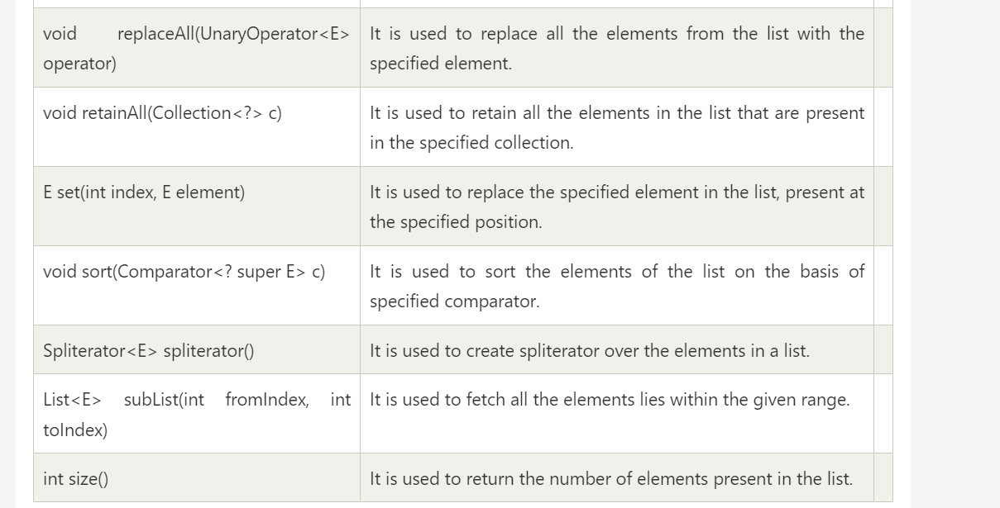 void replaceAll(UnaryOperator<E> operator)
It is used to replace all the elements from the list with the
specified element.
void retainAll(Collection<?> c)
It is used to retain all the elements in the list that are present
in the specified collection.
E set(int index, E element)
It is used to replace the specified element in the list, present at
the specified position.
void sort(Comparator<? super E> c)
It is used to sort the elements of the list on the basis of
specified comparator.
Spliterator<E> spliterator()
It is used to create spliterator over the elements in a list.
List<E> subList(int fromIndex, int
toIndex)
It is used to fetch all the elements lies within the given range.
int size()
It is used to return the number of elements present in the list.